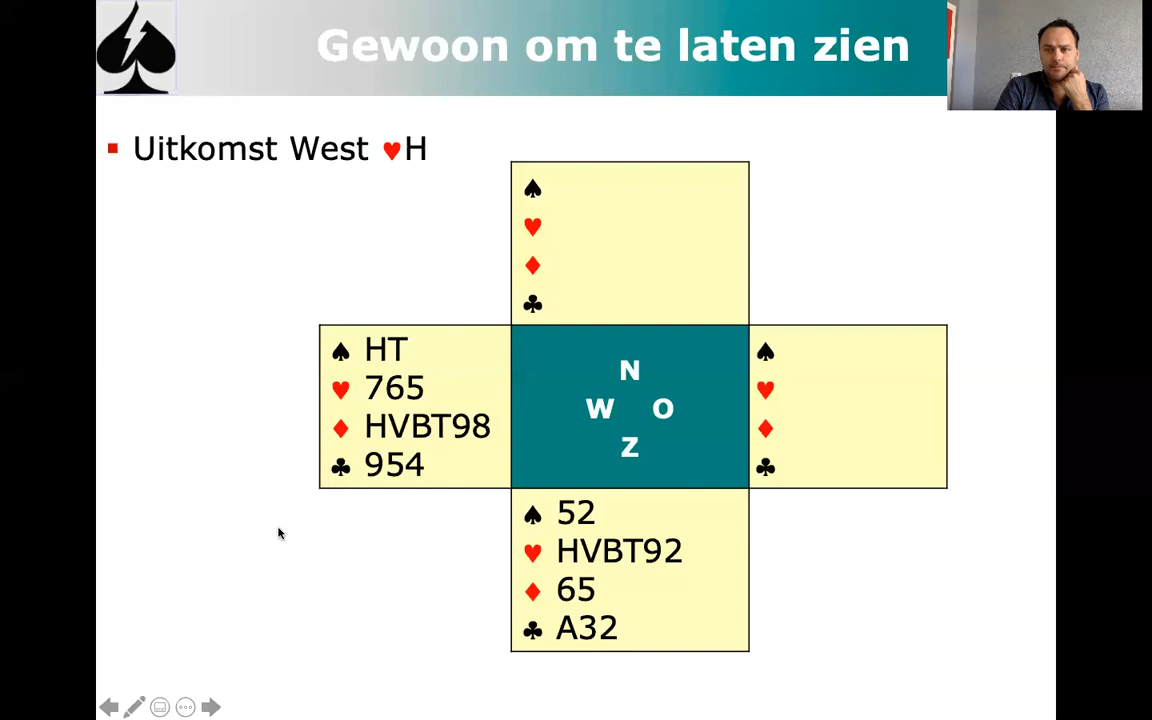 Gewoon om te laten zien
Uitkomst West ♥H
♠
♥
♦
♣
♠ HT
♥ 765
♦ HVBT98
♣ 954
N
W O
Z
♠
♥
♦
♣
♠ 52
♥ HVBT92
♦ 65
♣ A32